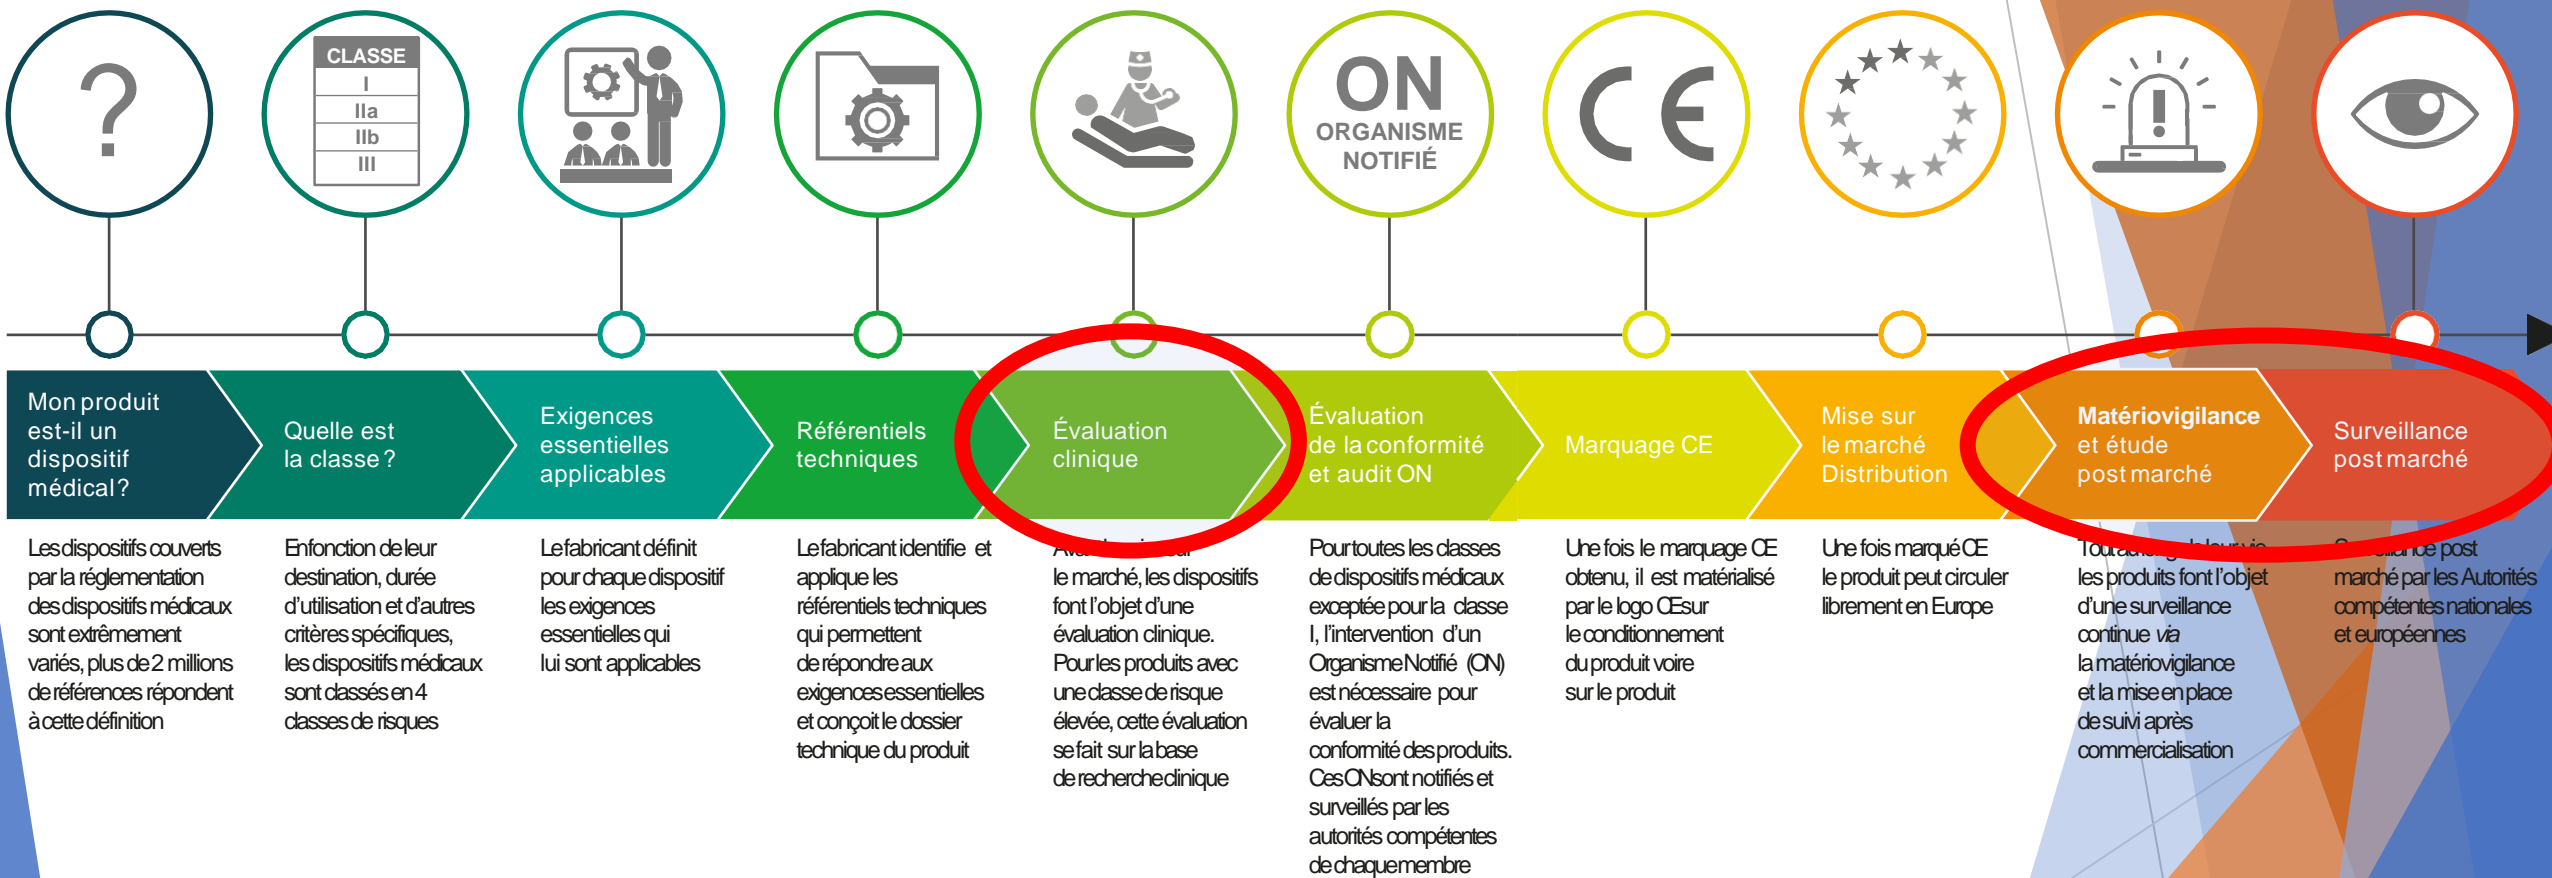 CLASSE
I
IIa
IIb
III
ON
ORGANISME
NOTIFIÉ
CE
Mon produit
est-il un
dispositif
médical?
Quelle est
la classe ?
Exigences
essentielles
applicables
Référentiels
techniques
Évaluation
clinique
Évaluation
de la conformité
et audit ON
Marquage CE
Mise sur
le marché
Distribution
Matériovigilance
et étude
post marché
Surveillance
post marché
Les dispositifs couverts
par la réglementation
des dispositifs médicaux
sont extrêmement
variés, plus de 2 millions
de références répondent
à cette définition
En fonction de leur
destination, durée
d’utilisation et d’autres
critères spécifiques,
les dispositifs médicaux
sont classés en 4
classes de risques
Le fabricant définit
pour chaque dispositif
les exigences
essentielles qui
lui sont applicables
Le fabricant identifie et
applique les
référentiels techniques
qui permettent
de répondre aux
exigences essentielles
et conçoit le dossier
technique du produit
le marché, les dispositifs
font l’objet d’une
évaluation clinique.
Pour les produits avec
une classe de risque
élevée, cette évaluation
se fait sur la base
de recherche clinique
Pour toutes les classes
de dispositifs médicaux
exceptée pour la classe
I, l’intervention d’un
Organisme Notifié (ON)
est nécessaire pour
évaluer la
conformité des produits.
Ces ON sont notifiés et
surveillés par les
autorités compétentes
de chaque membre
Une fois le marquage CE
obtenu, il est matérialisé
par le logo CE sur
le conditionnement
du produit voire
sur le produit
Une fois marqué CE
le produit peut circuler
librement en Europe
Tout au long de leur vie
les produits font l’objet
d’une surveillance
continue via
la matériovigilance
et la mise en place
de suivi après
commercialisation
Surveillance post
marché par les Autorités
compétentes nationales
et européennes